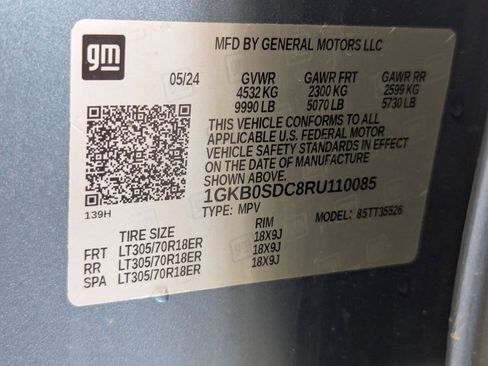 gm
MFD BY GENERAL MOTORS LLC
05/24 GVWR GAWR FRT GAWR RR
4532 KG 2300 KG 2599 KG
9990 LB 5070 LB 5730 LB
THIS VEHICLE CONFORMS TO ALL
APPLICABLE U.S. FEDERAL MOTOR
VEHICLE SAFETY STANDARDS IN EFFECT
ON THE DATE OF MANUFACTURE
SHOWN ABOVE.
1GKB0SDC8RU110085
TYPE: MPV MODEL: 85TT35526
139H
TIRE SIZE RIM
FRT LT305/70R18ER 18X9J
RR LT305/70R18ER 18X9J
SPA LT305/70R18ER 18X9J